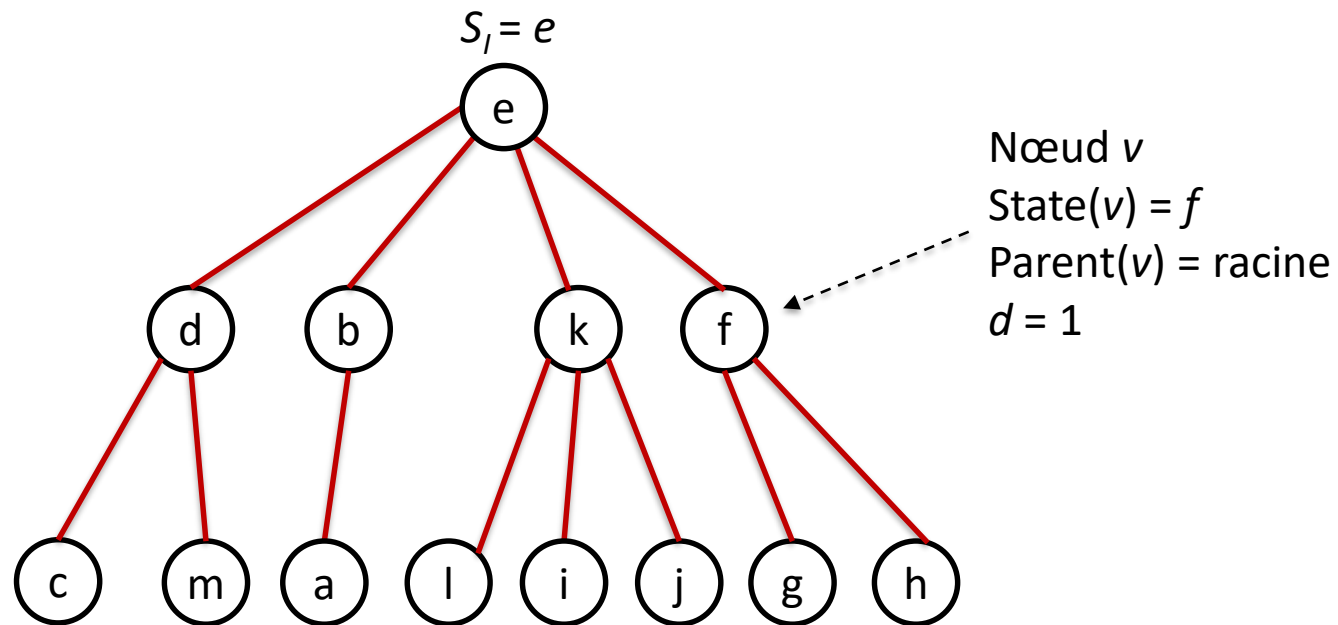 S_I = e
e
Nœud v
State(v) = f
Parent(v) = racine
d = 1
d b k f
c m a l i j g h